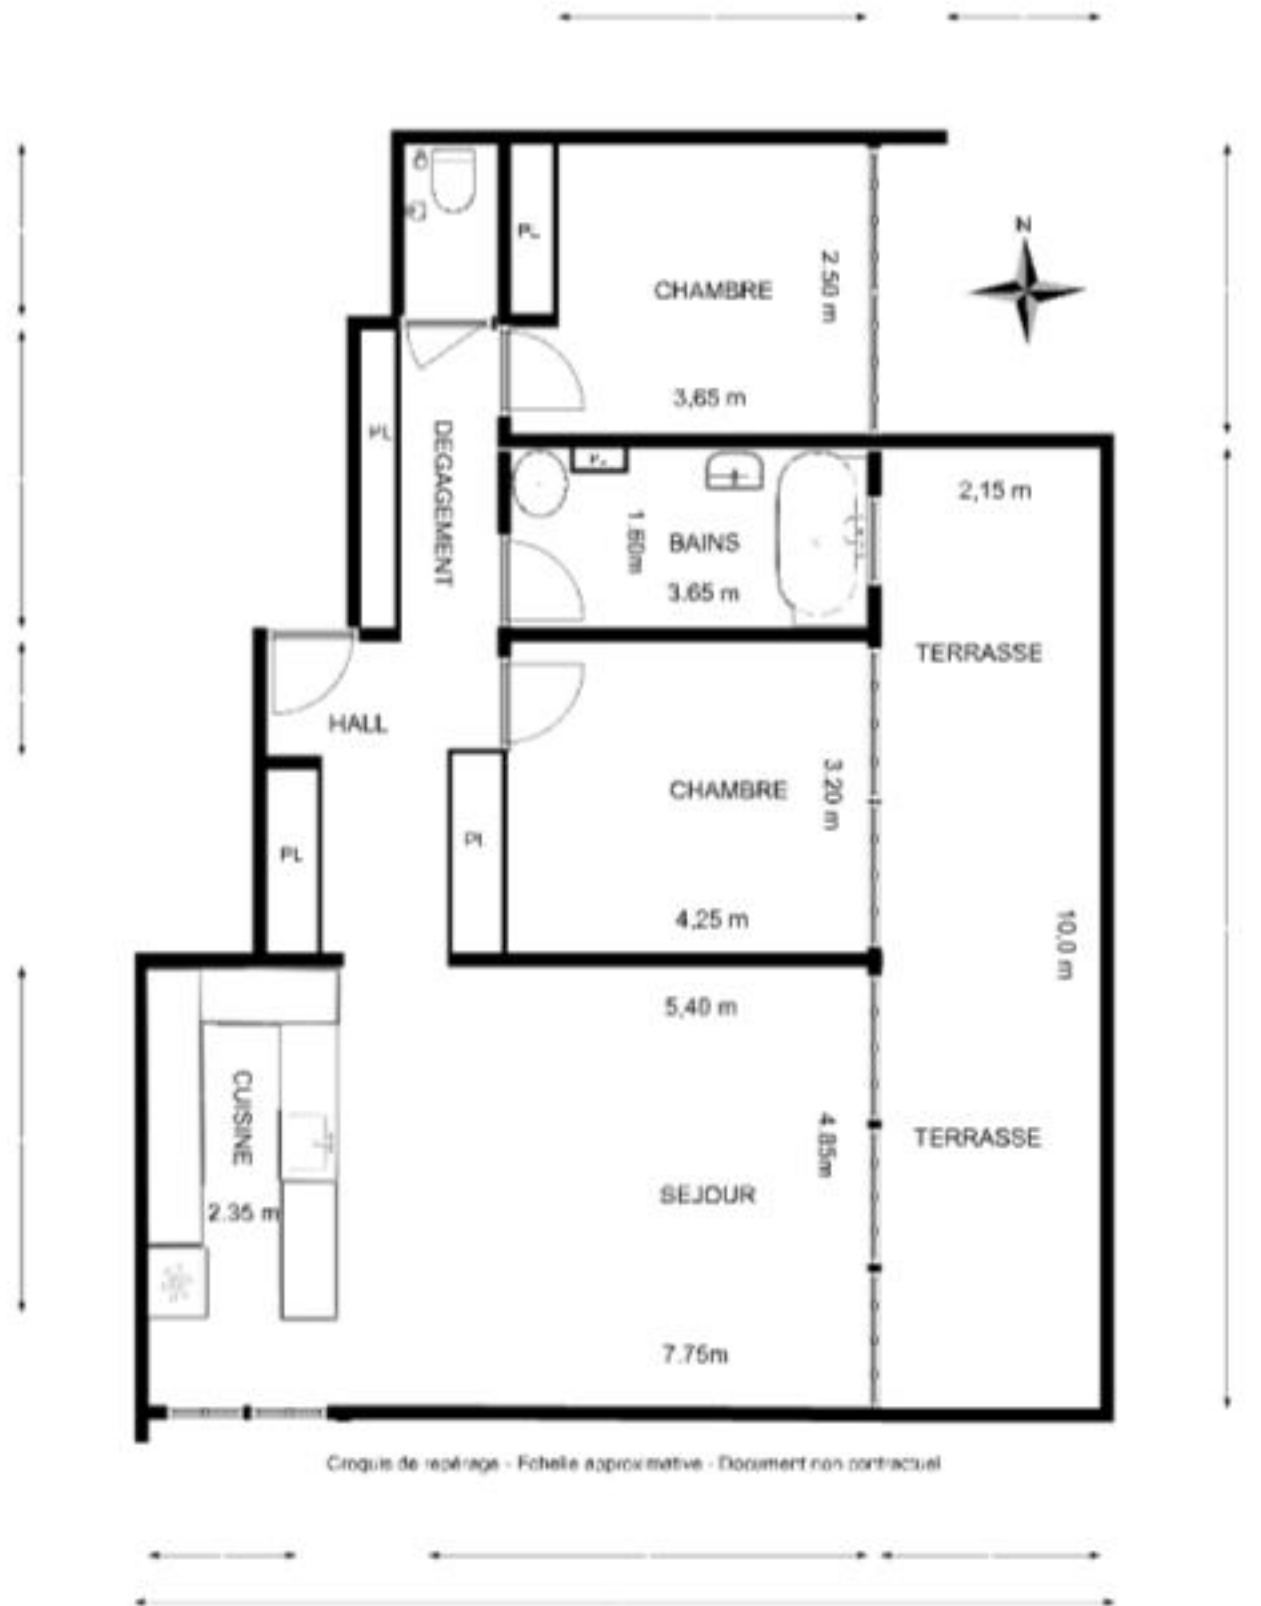 N
PL
CHAMBRE
2.50 m
3,65 m
PL
DEGAGEMENT
2,15 m
1.60m
BAINS
3.65 m
TERRASSE
HALL
CHAMBRE
3.20 m
PL
PL
4.25 m
10.0 m
5,40 m
CUISINE
2.35 m
4.85m
TERRASSE
SEJOUR
7.75m
Croquis de repérage - Echelle approximative - Document non contractuel